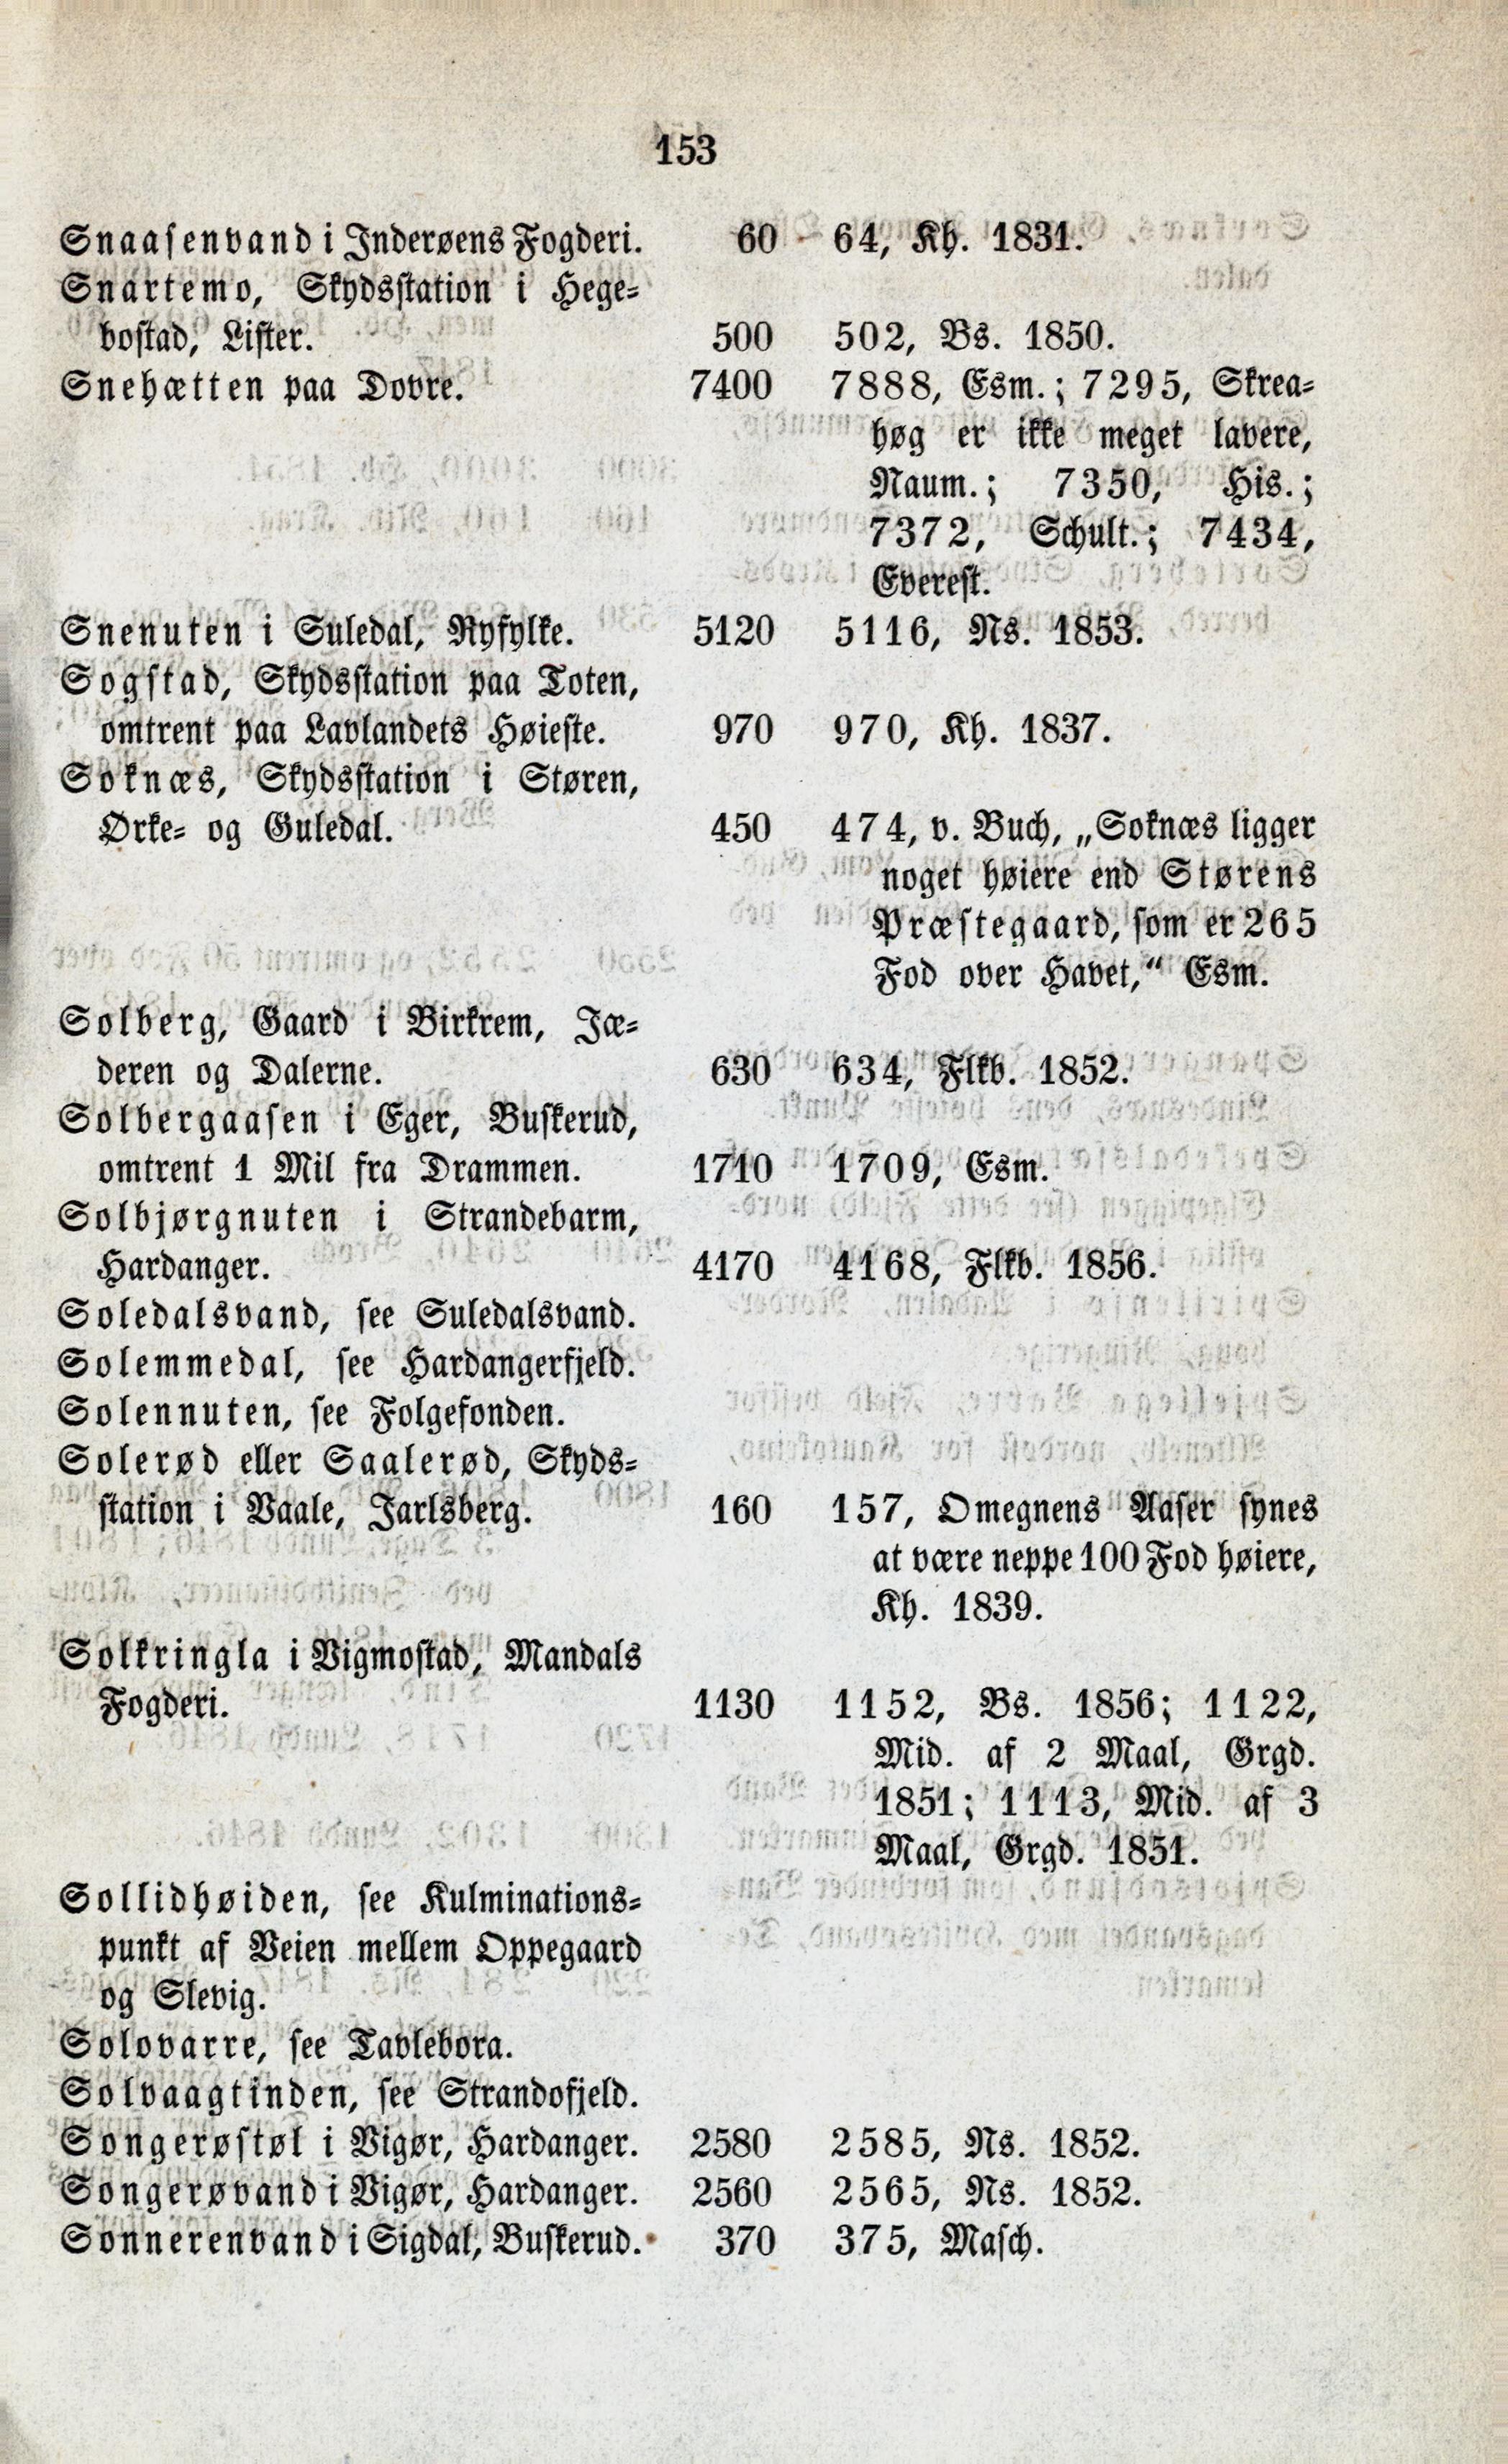 153
Snaasenvand i Inderøens Fogderi. 60 64, Kh. 1831.
Snartemo, Skydsstation i Hege-
bostad, Lister. 500 502, Bs. 1850.
Snehætten paa Dovre. 7400 7888, Esm.; 7295, Skrea-
høg er ikke meget lavere,
Naum.; 7350, His.;
7372, Schult.; 7434,
Everest.
Snenuten i Suledal, Ryfylke. 5120 5116, Ns. 1853.
Sogstad, Skydsstation paa Toten,
omtrent paa Lavlandets Høieste. 970 970, Kh. 1837.
Soknæs, Skydsstation i Støren,
Ørke- og Guledal. 450 474, v. Buch, „Soknæs ligger
noget høiere end Størens
Præstegaard, som er 265
Fod over Havet,“ Esm.
Solberg, Gaard i Birkrem, Jæ-
deren og Dalerne. 630 634, Flkb. 1852.
Solbergaasen i Eger, Buskerud,
omtrent 1 Mil fra Drammen. 1710 1709, Esm.
Solbjørgnuten i Strandebarm,
Hardanger. 4170 4168, Flkb. 1856.
Soledalsvand, see Suledalsvand.
Solemmedal, see Hardangerfjeld.
Solennuten, see Folgefonden.
Solerød eller Saalerød, Skyds-
station i Vaale, Jarlsberg. 160 157, Omegnens Aaser synes
at være neppe 100 Fod høiere,
Kh. 1839.
Solkringla i Vigmostad, Mandals
Fogderi. 1130 1152, Bs. 1856; 1122,
Mid. af 2 Maal, Grgd.
1851; 1113, Mid. af 3
Maal, Grgd. 1851.
Sollidhøiden, see Kulminations-
punkt af Veien mellem Oppegaard
og Slevig.
Solovarre, see Tavlebora.
Solvaagtinden, see Strandofjeld.
Songerøstøl i Vigør, Hardanger. 2580 2585, Ns. 1852.
Songerøvand i Vigør, Hardanger. 2560 2565, Ns. 1852.
Sonnerenvand i Sigdal, Buskerud. 370 375, Masch.